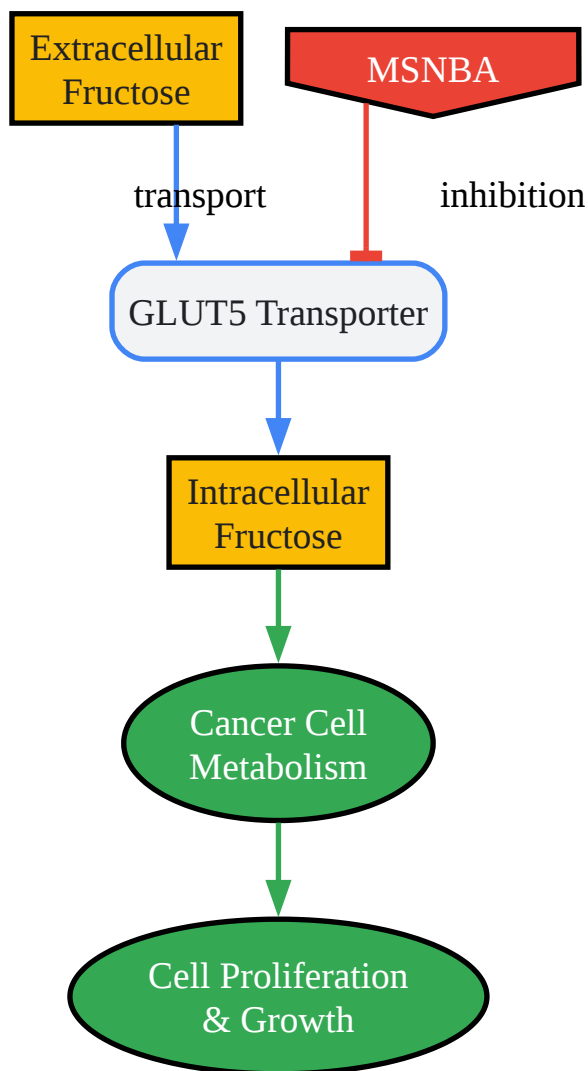 Extracellular
Fructose
MSNBA
transport
inhibition
GLUT5 Transporter
Intracellular
Fructose
Cancer Cell
Metabolism
Cell Proliferation
& Growth